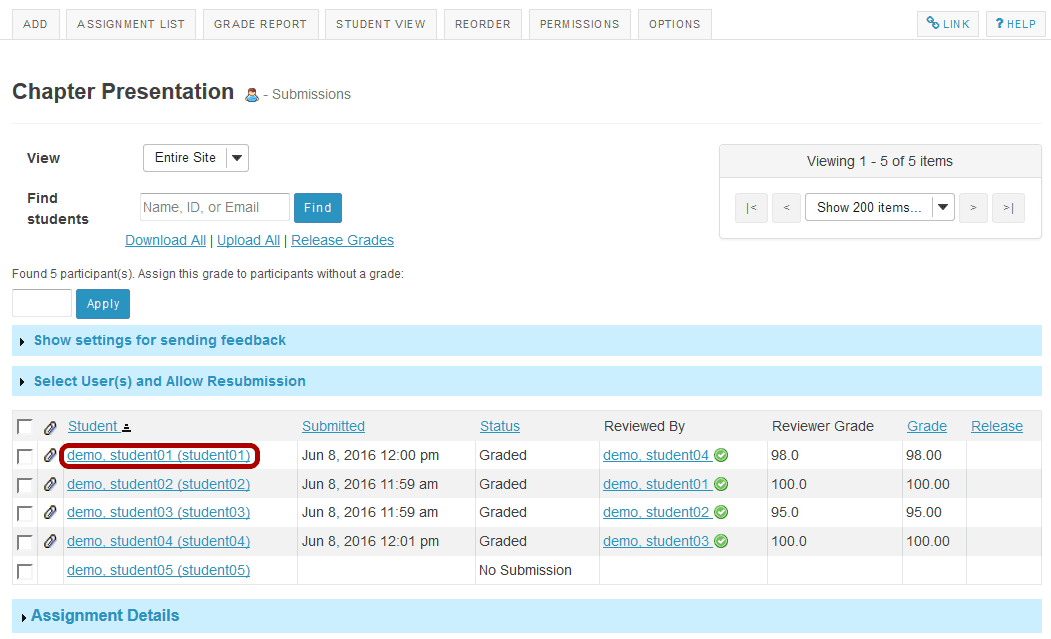 ADD ASSIGNMENT LIST GRADE REPORT STUDENT VIEW REORDER PERMISSIONS OPTIONS LINK ? HELP
Chapter Presentation - Submissions
View Entire Site
Viewing 1 - 5 of 5 items
Find students Name, ID, or Email Find
|< < Show 200 items... > >|
Download All | Upload All | Release Grades
Found 5 participant(s). Assign this grade to participants without a grade:
Apply
Show settings for sending feedback
Select User(s) and Allow Resubmission
Student Submitted Status Reviewed By Reviewer Grade Grade Release
demo, student01 (student01) Jun 8, 2016 12:00 pm Graded demo, student04 98.0 98.00
demo, student02 (student02) Jun 8, 2016 11:59 am Graded demo, student01 100.0 100.00
demo, student03 (student03) Jun 8, 2016 11:59 am Graded demo, student02 95.0 95.00
demo, student04 (student04) Jun 8, 2016 12:01 pm Graded demo, student03 100.0 100.00
demo, student05 (student05) No Submission
Assignment Details